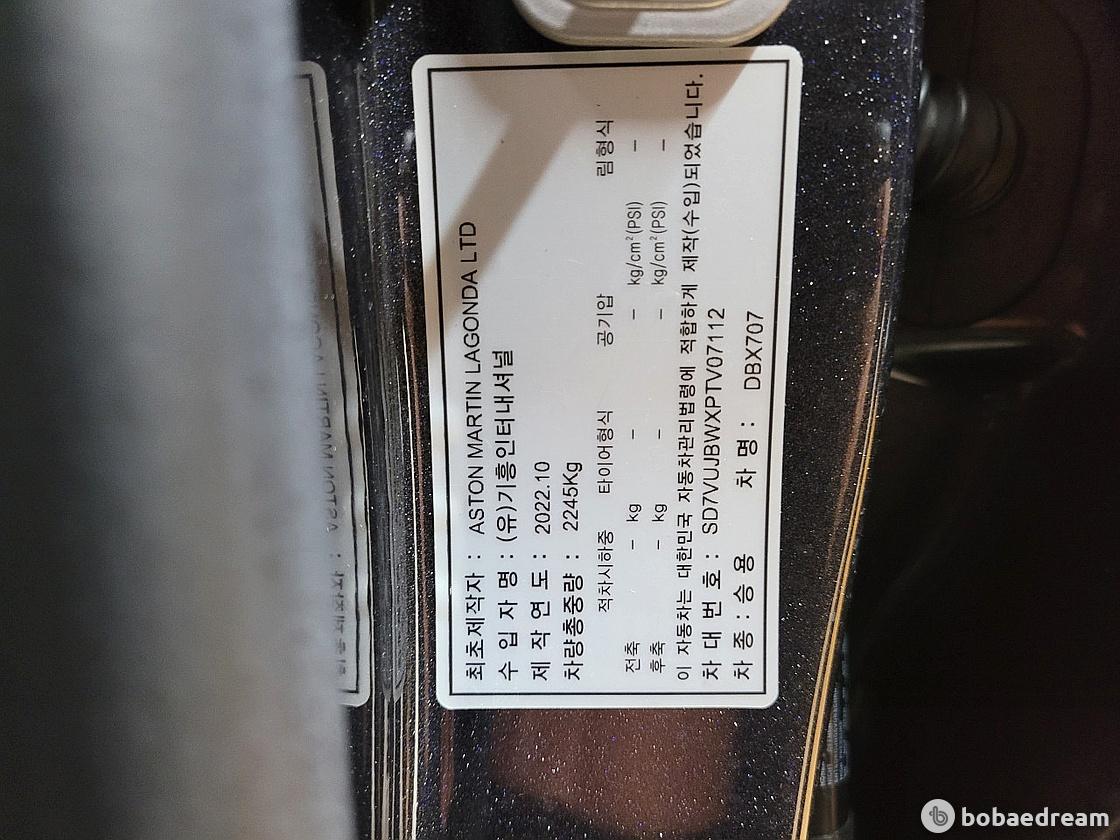 최초제작자 : ASTON MARTIN LAGONDA LTD
수 입 자 명 : (유)기흥인터내셔널
제 작 연 도 : 2022.10
차량총중량 : 2245Kg
적차시하중 타이어형식 공기압 림형식
전축 - kg - - kg/cm²(PSI) -
후축 - kg - - kg/cm²(PSI) -
이 자동차는 대한민국 자동차관리법령에 적합하게 제작(수입)되었습니다.
차 대 번 호 : SD7VUJBWXPTV07112
차 종 : 승 용 차 명 : DBX707
bobaedream